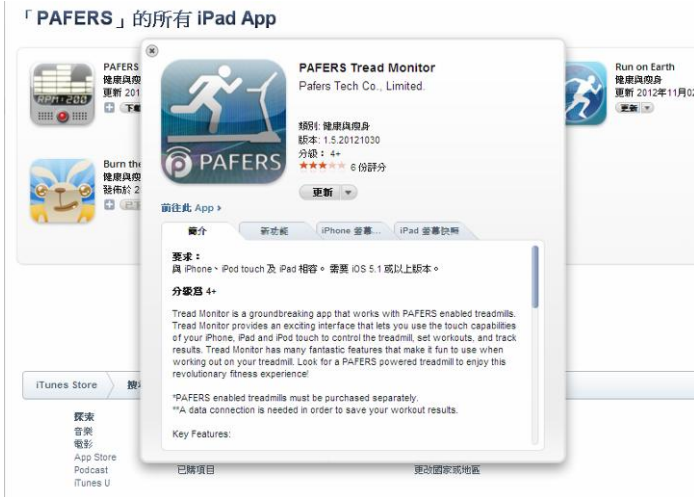 「PAFERS」的所有 iPad App
PAFERS
健康與瘦
更新 201
RPM:200
PAFERS Tread Monitor
Pafers Tech Co., Limited.
類別: 健康與瘦身
版本: 1.5.20121030
分級： 4+
6 份評分
更新
PAFERS
前往此 App
Run on Earth
健康與瘦身
更新 2012年11月02
更新
Burn the
健康與瘦
發佈於 2
簡介
新功能
iPhone 螢幕...
iPad 螢幕快照
要求：
與 iPhone、iPod touch 及 iPad 相容。 需要 iOS 5.1 或以上版本。
分級為 4+
Tread Monitor is a groundbreaking app that works with PAFERS enabled treadmills.
Tread Monitor provides an exciting interface that lets you use the touch capabilities
of your iPhone, iPad and iPod touch to control the treadmill, set workouts, and track
results. Tread Monitor has many fantastic features that make it fun to use when
working out on your treadmill. Look for a PAFERS powered treadmill to enjoy this
revolutionary fitness experience!
*PAFERS enabled treadmills must be purchased separately.
**A data connection is needed in order to save your workout results.
Key Features:
iTunes Store
探索
音樂
電影
App Store
Podcast
iTunes U
已購項目
更改國家或地區